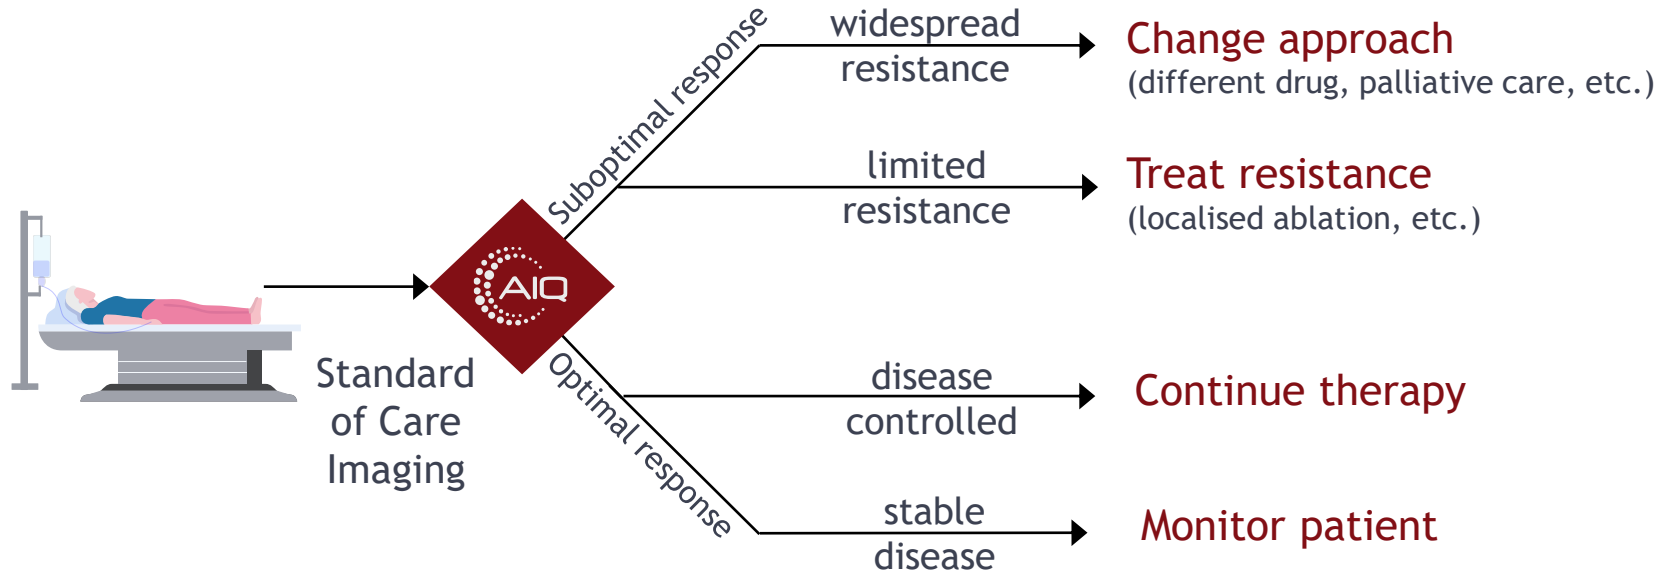 Standard
of Care
Imaging
AIQ
Suboptimal response
widespread
resistance
Change approach
(different drug, palliative care, etc.)
limited
resistance
Treat resistance
(localised ablation, etc.)
Optimal response
disease
controlled
Continue therapy
stable
disease
Monitor patient